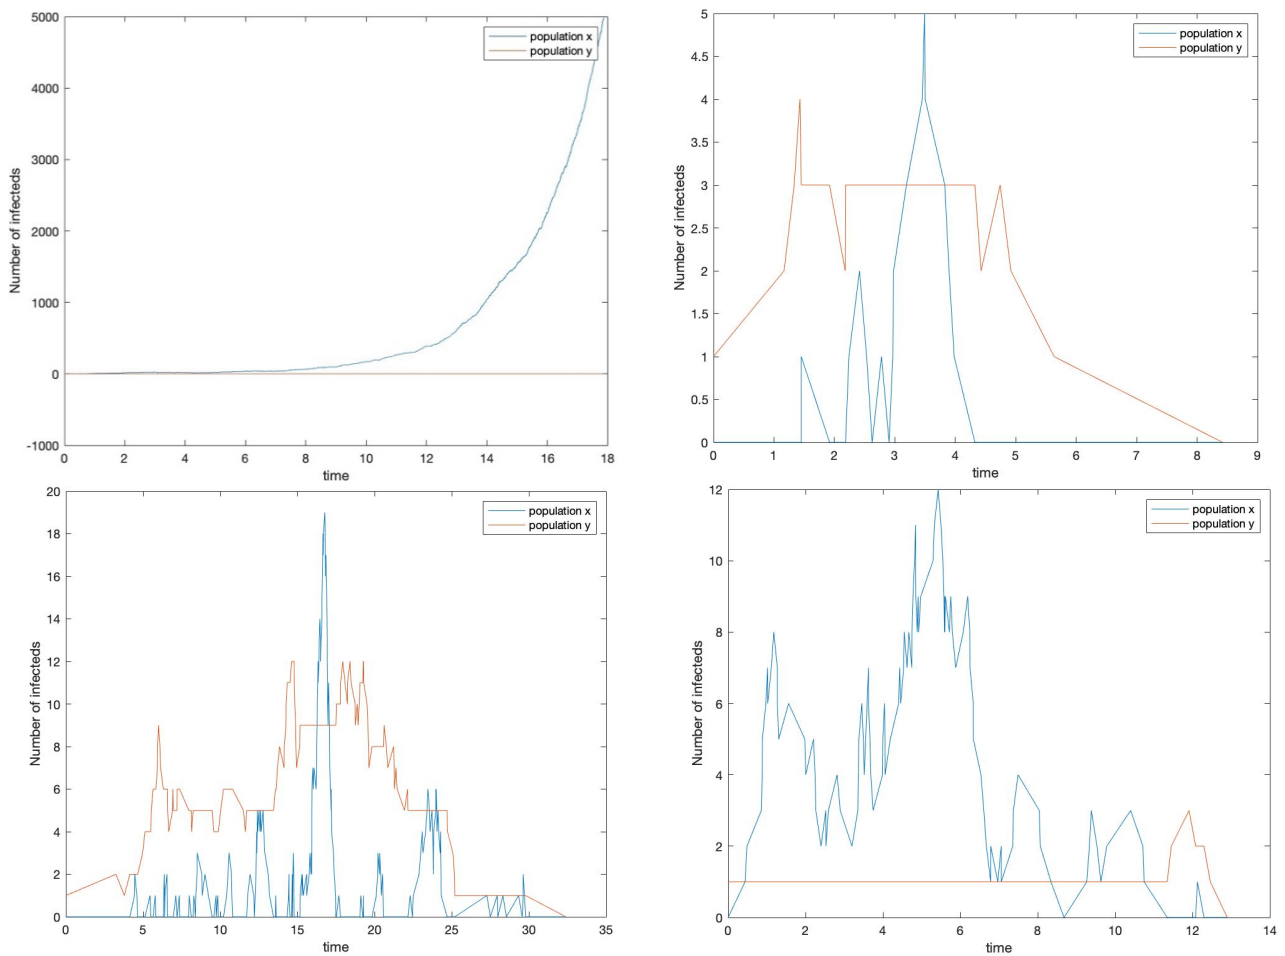 5000
4000
3000
2000
1000
0
-1000
0 2 4 6 8 10 12 14 16 18
time
Number of infecteds
population x
population y
5
4.5
4
3.5
3
2.5
2
1.5
1
0.5
0
0 1 2 3 4 5 6 7 8 9
time
Number of infecteds
population x
population y
20
18
16
14
12
10
8
6
4
2
0
0 5 10 15 20 25 30 35
time
Number of infecteds
population x
population y
12
10
8
6
4
2
0
0 2 4 6 8 10 12 14
time
Number of infecteds
population x
population y